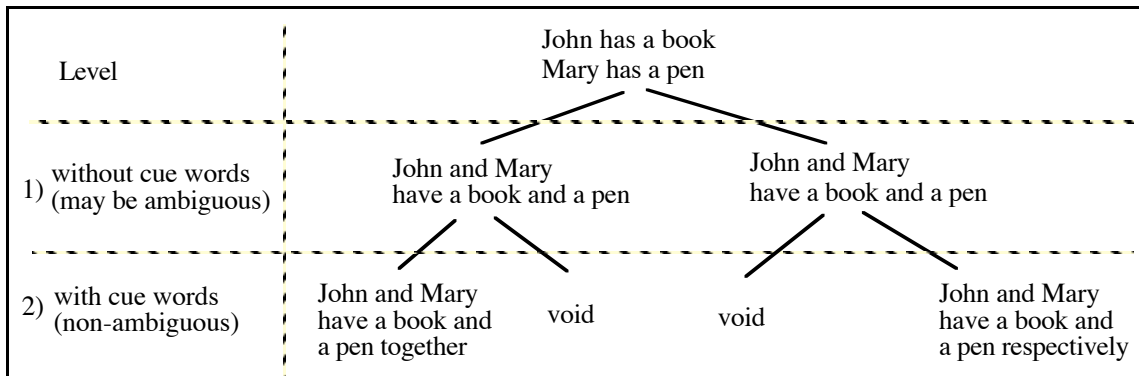 Level
John has a book
Mary has a pen
1) without cue words
(may be ambiguous)
John and Mary
have a book and a pen
John and Mary
have a book and a pen
2) with cue words
(non-ambiguous)
John and Mary
have a book and
a pen together
void
void
John and Mary
have a book and
a pen respectively